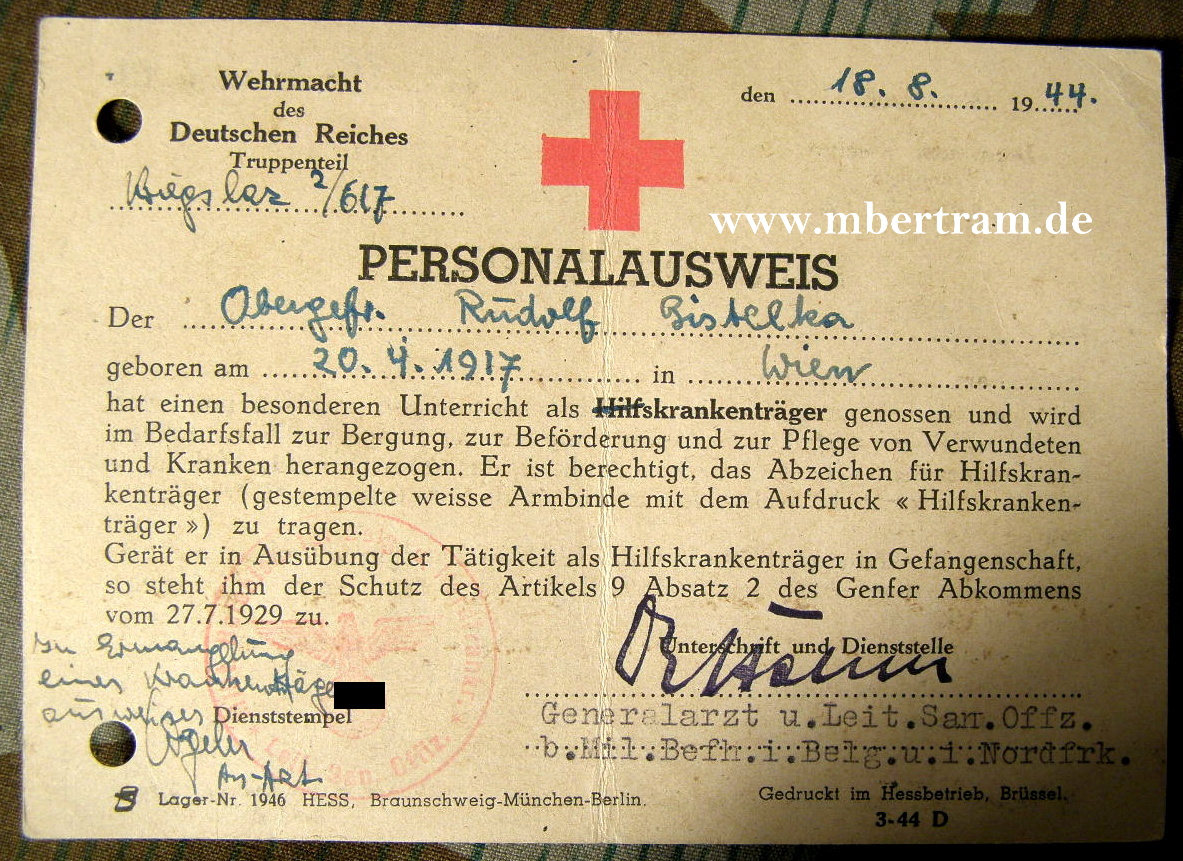 Wehrmacht
des
Deutschen Reiches
Truppenteil
Kriegslaz 2/617
den 18. 8. 1944.
www.mbertram.de
PERSONALAUSWEIS
Der Obergefr. Rudolf
geboren am 20. 4. 1917 in Wien
hat einen besonderen Unterricht als Hilfskrankenträger genossen und wird
im Bedarfsfall zur Bergung, zur Beförderung und zur Pflege von Verwundeten
und Kranken herangezogen. Er ist berechtigt, das Abzeichen für Hilfskran-
kenträger (gestempelte weisse Armbinde mit dem Aufdruck « Hilfskranken-
träger ») zu tragen.
Gerät er in Ausübung der Tätigkeit als Hilfskrankenträger in Gefangenschaft,
so steht ihm der Schutz des Artikels 9 Absatz 2 des Genfer Abkommens
vom 27.7.1929 zu.
In Ermanglung
eines
ausweises
Dienststempel
Unterschrift und Dienststelle
Generalarzt u. Leit. San. Offz.
b. Mil. Befh. i. Belg. u. i. Nordfrk.
Lager-Nr. 1946 HESS, Braunschweig-München-Berlin.
Gedruckt im Hessbetrieb, Brüssel.
3-44 D